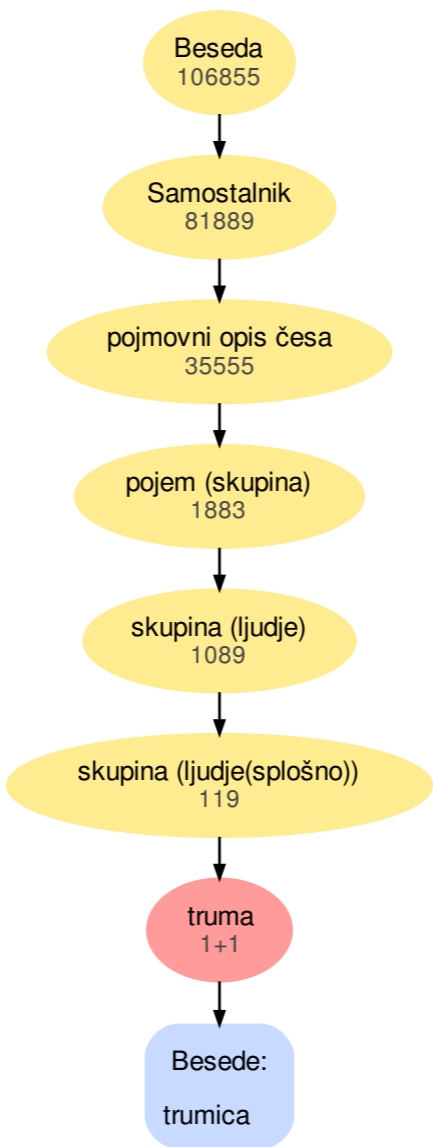 Beseda
106855
Samostalnik
81889
pojmovni opis česa
35555
pojem (skupina)
1883
skupina (ljudje)
1089
skupina (ljudje(splošno))
119
truma
1+1
Besede:
trumica